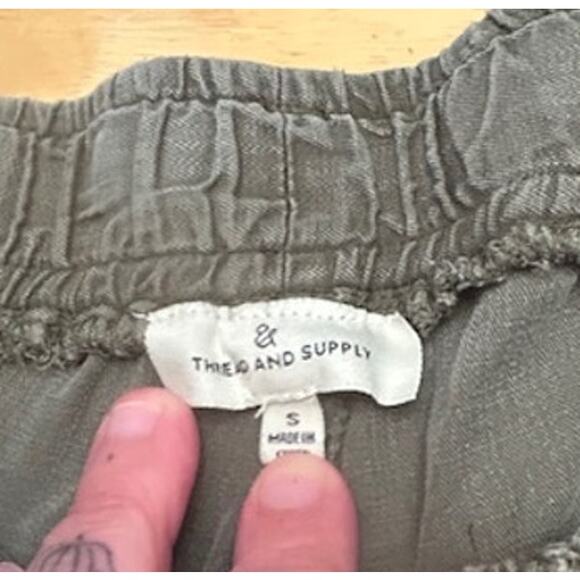 &
THREAD AND SUPPLY
S
MADE IN